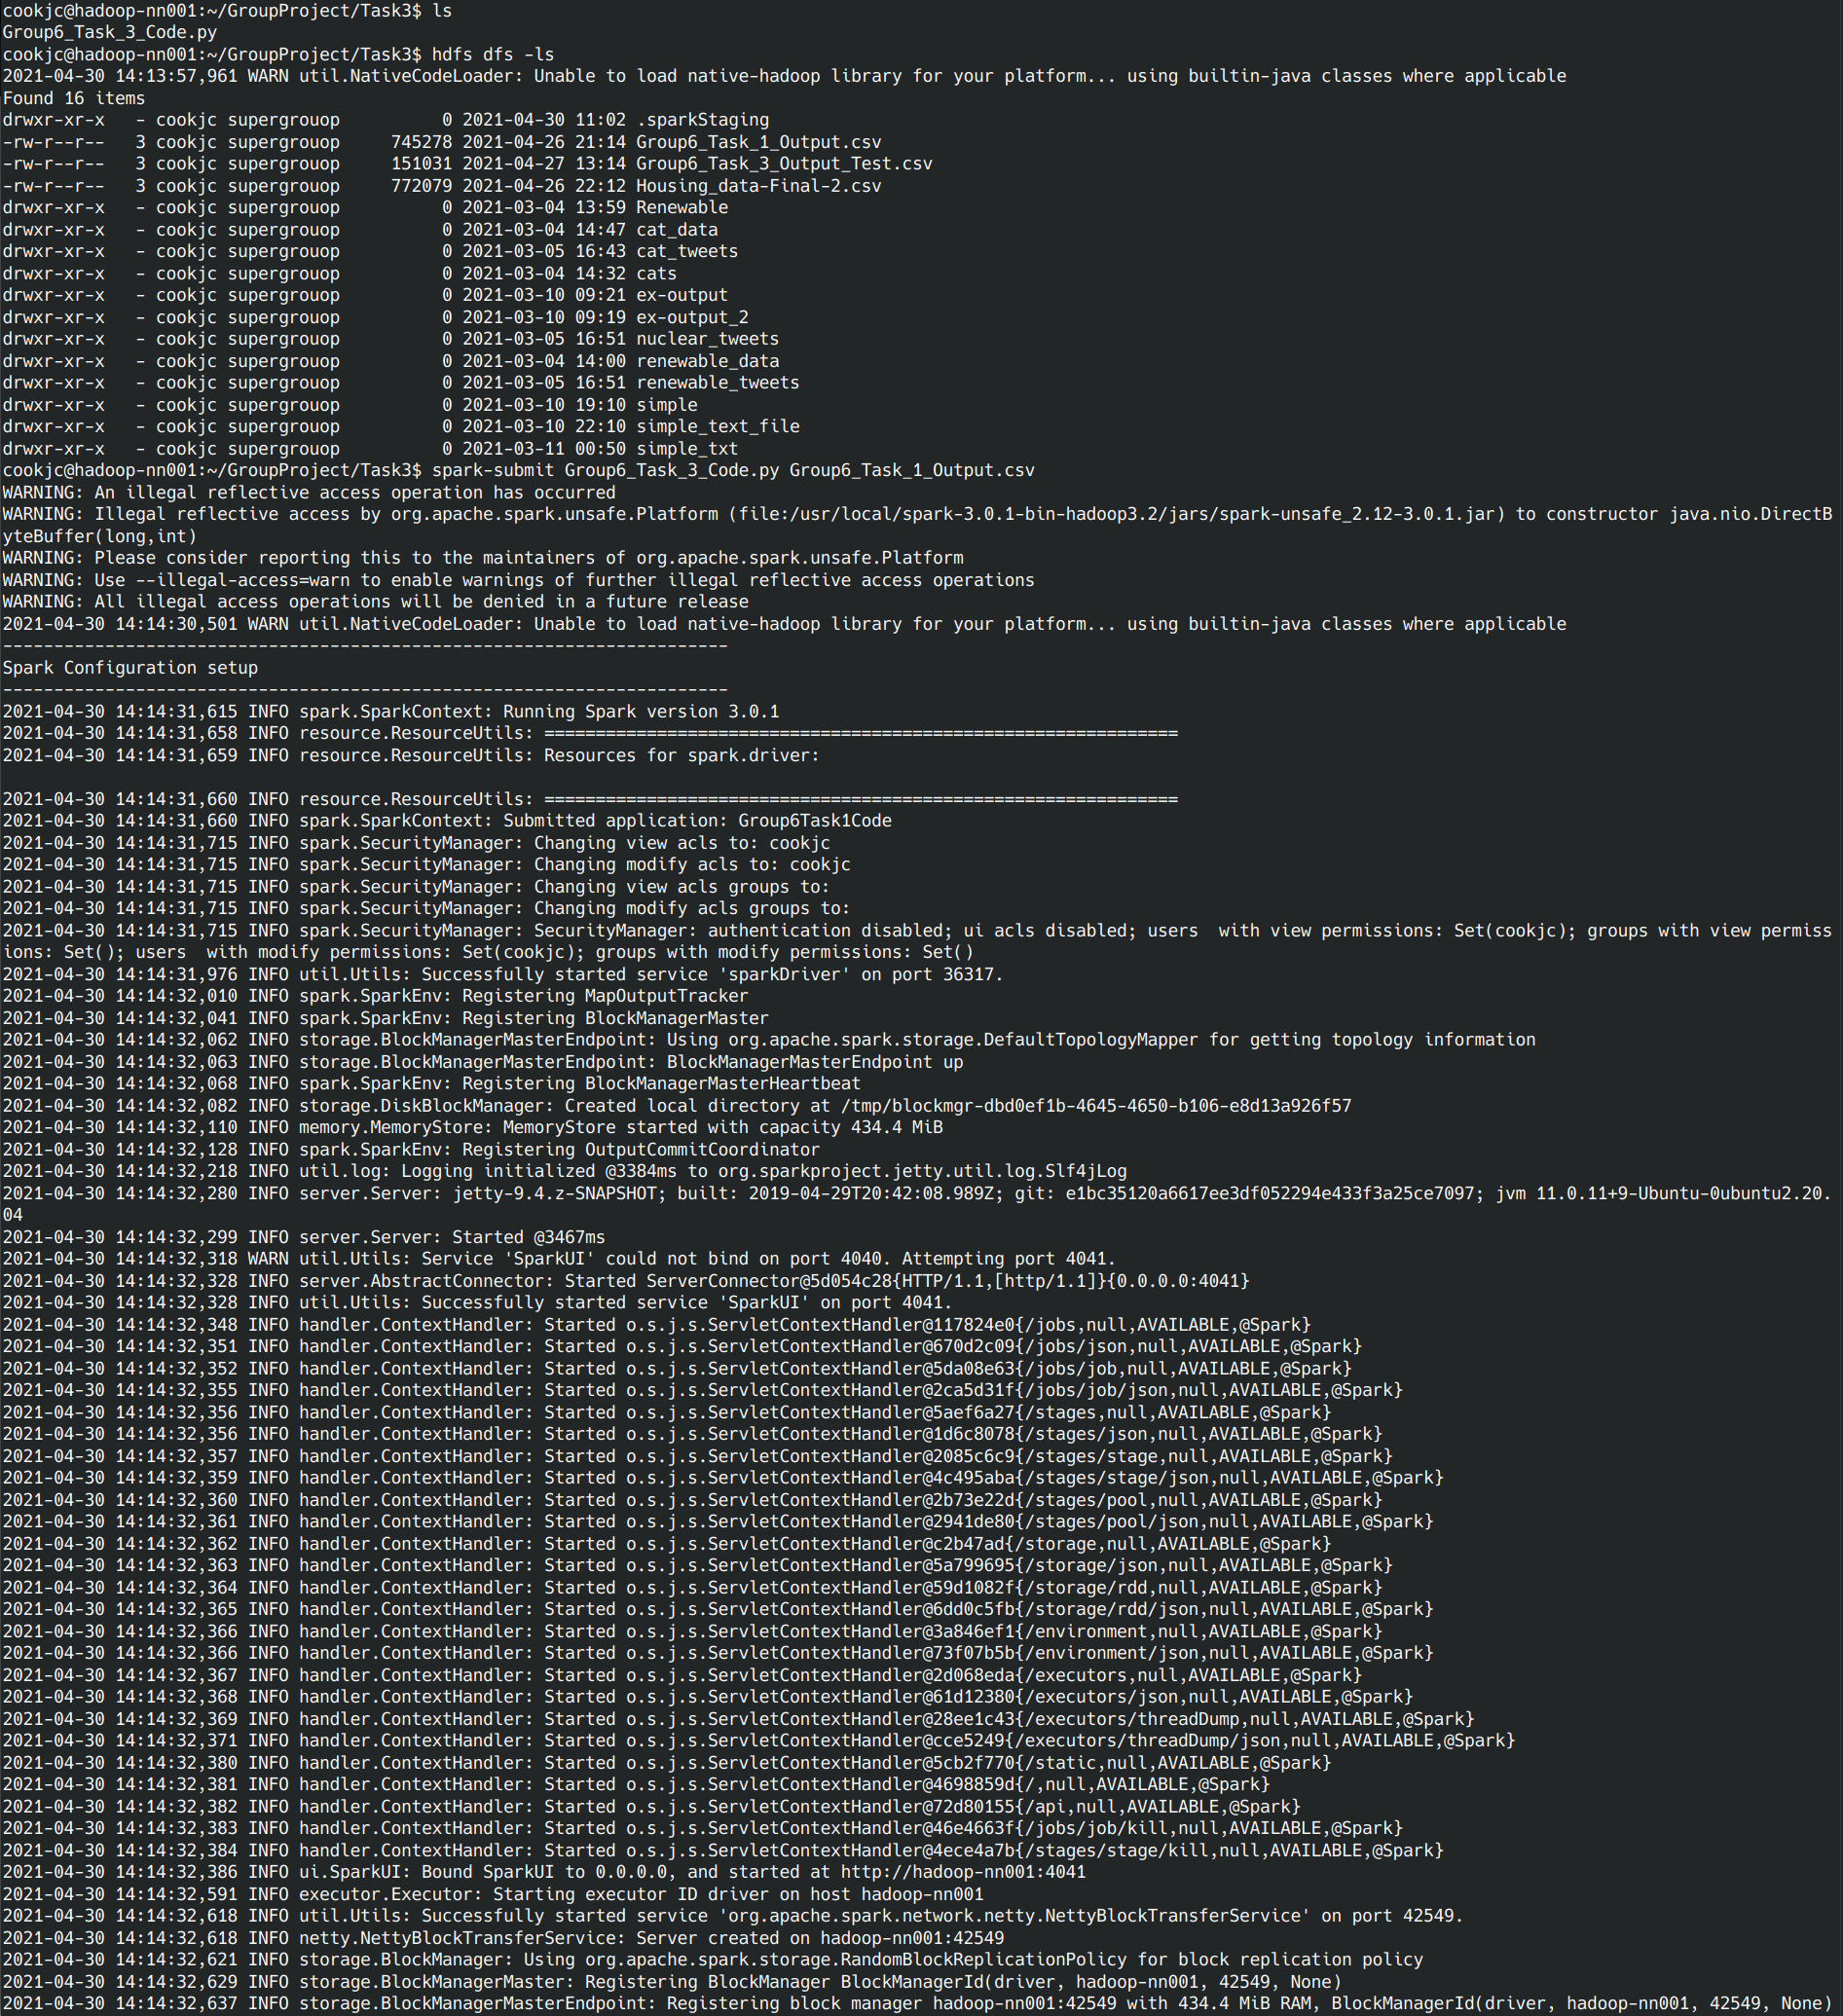 cookjc@hadoop-nn001:~/GroupProject/Task3$ ls
Group6_Task_3_Code.py
cookjc@hadoop-nn001:~/GroupProject/Task3$ hdfs dfs -ls
2021-04-30 14:13:57,961 WARN util.NativeCodeLoader: Unable to load native-hadoop library for your platform... using builtin-java classes where applicable
Found 16 items
drwxr-xr-x   - cookjc supergrouop          0 2021-04-30 11:02 .sparkStaging
-rw-r--r--   3 cookjc supergrouop     745278 2021-04-26 21:14 Group6_Task_1_Output.csv
-rw-r--r--   3 cookjc supergrouop     151031 2021-04-27 13:14 Group6_Task_3_Output_Test.csv
-rw-r--r--   3 cookjc supergrouop     772079 2021-04-26 22:12 Housing_data-Final-2.csv
drwxr-xr-x   - cookjc supergrouop          0 2021-03-04 13:59 Renewable
drwxr-xr-x   - cookjc supergrouop          0 2021-03-04 14:47 cat_data
drwxr-xr-x   - cookjc supergrouop          0 2021-03-05 16:43 cat_tweets
drwxr-xr-x   - cookjc supergrouop          0 2021-03-04 14:32 cats
drwxr-xr-x   - cookjc supergrouop          0 2021-03-10 09:21 ex-output
drwxr-xr-x   - cookjc supergrouop          0 2021-03-10 09:19 ex-output_2
drwxr-xr-x   - cookjc supergrouop          0 2021-03-05 16:51 nuclear_tweets
drwxr-xr-x   - cookjc supergrouop          0 2021-03-04 14:00 renewable_data
drwxr-xr-x   - cookjc supergrouop          0 2021-03-05 16:51 renewable_tweets
drwxr-xr-x   - cookjc supergrouop          0 2021-03-10 19:10 simple
drwxr-xr-x   - cookjc supergrouop          0 2021-03-10 22:10 simple_text_file
drwxr-xr-x   - cookjc supergrouop          0 2021-03-11 00:50 simple_txt
cookjc@hadoop-nn001:~/GroupProject/Task3$ spark-submit Group6_Task_3_Code.py Group6_Task_1_Output.csv
WARNING: An illegal reflective access operation has occurred
WARNING: Illegal reflective access by org.apache.spark.unsafe.Platform (file:/usr/local/spark-3.0.1-bin-hadoop3.2/jars/spark-unsafe_2.12-3.0.1.jar) to constructor java.nio.DirectB
yteBuffer(long,int)
WARNING: Please consider reporting this to the maintainers of org.apache.spark.unsafe.Platform
WARNING: Use --illegal-access=warn to enable warnings of further illegal reflective access operations
WARNING: All illegal access operations will be denied in a future release
2021-04-30 14:14:30,501 WARN util.NativeCodeLoader: Unable to load native-hadoop library for your platform... using builtin-java classes where applicable
-----------------------------------------------------------------------
Spark Configuration setup
-----------------------------------------------------------------------
2021-04-30 14:14:31,615 INFO spark.SparkContext: Running Spark version 3.0.1
2021-04-30 14:14:31,658 INFO resource.ResourceUtils: ==============================================================
2021-04-30 14:14:31,659 INFO resource.ResourceUtils: Resources for spark.driver:

2021-04-30 14:14:31,660 INFO resource.ResourceUtils: ==============================================================
2021-04-30 14:14:31,660 INFO spark.SparkContext: Submitted application: Group6Task1Code
2021-04-30 14:14:31,715 INFO spark.SecurityManager: Changing view acls to: cookjc
2021-04-30 14:14:31,715 INFO spark.SecurityManager: Changing modify acls to: cookjc
2021-04-30 14:14:31,715 INFO spark.SecurityManager: Changing view acls groups to:
2021-04-30 14:14:31,715 INFO spark.SecurityManager: Changing modify acls groups to:
2021-04-30 14:14:31,715 INFO spark.SecurityManager: SecurityManager: authentication disabled; ui acls disabled; users  with view permissions: Set(cookjc); groups with view permiss
ions: Set(); users  with modify permissions: Set(cookjc); groups with modify permissions: Set()
2021-04-30 14:14:31,976 INFO util.Utils: Successfully started service 'sparkDriver' on port 36317.
2021-04-30 14:14:32,010 INFO spark.SparkEnv: Registering MapOutputTracker
2021-04-30 14:14:32,041 INFO spark.SparkEnv: Registering BlockManagerMaster
2021-04-30 14:14:32,062 INFO storage.BlockManagerMasterEndpoint: Using org.apache.spark.storage.DefaultTopologyMapper for getting topology information
2021-04-30 14:14:32,063 INFO storage.BlockManagerMasterEndpoint: BlockManagerMasterEndpoint up
2021-04-30 14:14:32,068 INFO spark.SparkEnv: Registering BlockManagerMasterHeartbeat
2021-04-30 14:14:32,082 INFO storage.DiskBlockManager: Created local directory at /tmp/blockmgr-dbd0ef1b-4645-4650-b106-e8d13a926f57
2021-04-30 14:14:32,110 INFO memory.MemoryStore: MemoryStore started with capacity 434.4 MiB
2021-04-30 14:14:32,128 INFO spark.SparkEnv: Registering OutputCommitCoordinator
2021-04-30 14:14:32,218 INFO util.log: Logging initialized @3384ms to org.sparkproject.jetty.util.log.Slf4jLog
2021-04-30 14:14:32,280 INFO server.Server: jetty-9.4.z-SNAPSHOT; built: 2019-04-29T20:42:08.989Z; git: e1bc35120a6617ee3df052294e433f3a25ce7097; jvm 11.0.11+9-Ubuntu-0ubuntu2.20.
04
2021-04-30 14:14:32,299 INFO server.Server: Started @3467ms
2021-04-30 14:14:32,318 WARN util.Utils: Service 'SparkUI' could not bind on port 4040. Attempting port 4041.
2021-04-30 14:14:32,328 INFO server.AbstractConnector: Started ServerConnector@5d054c28{HTTP/1.1,[http/1.1]}{0.0.0.0:4041}
2021-04-30 14:14:32,328 INFO util.Utils: Successfully started service 'SparkUI' on port 4041.
2021-04-30 14:14:32,348 INFO handler.ContextHandler: Started o.s.j.s.ServletContextHandler@117824e0{/jobs,null,AVAILABLE,@Spark}
2021-04-30 14:14:32,351 INFO handler.ContextHandler: Started o.s.j.s.ServletContextHandler@670d2c09{/jobs/json,null,AVAILABLE,@Spark}
2021-04-30 14:14:32,352 INFO handler.ContextHandler: Started o.s.j.s.ServletContextHandler@5da08e63{/jobs/job,null,AVAILABLE,@Spark}
2021-04-30 14:14:32,355 INFO handler.ContextHandler: Started o.s.j.s.ServletContextHandler@2ca5d31f{/jobs/job/json,null,AVAILABLE,@Spark}
2021-04-30 14:14:32,356 INFO handler.ContextHandler: Started o.s.j.s.ServletContextHandler@5aef6a27{/stages,null,AVAILABLE,@Spark}
2021-04-30 14:14:32,356 INFO handler.ContextHandler: Started o.s.j.s.ServletContextHandler@1d6c8078{/stages/json,null,AVAILABLE,@Spark}
2021-04-30 14:14:32,357 INFO handler.ContextHandler: Started o.s.j.s.ServletContextHandler@2085c6c9{/stages/stage,null,AVAILABLE,@Spark}
2021-04-30 14:14:32,359 INFO handler.ContextHandler: Started o.s.j.s.ServletContextHandler@4c495aba{/stages/stage/json,null,AVAILABLE,@Spark}
2021-04-30 14:14:32,360 INFO handler.ContextHandler: Started o.s.j.s.ServletContextHandler@2b73e22d{/stages/pool,null,AVAILABLE,@Spark}
2021-04-30 14:14:32,361 INFO handler.ContextHandler: Started o.s.j.s.ServletContextHandler@2941de80{/stages/pool/json,null,AVAILABLE,@Spark}
2021-04-30 14:14:32,362 INFO handler.ContextHandler: Started o.s.j.s.ServletContextHandler@c2b47ad{/storage,null,AVAILABLE,@Spark}
2021-04-30 14:14:32,363 INFO handler.ContextHandler: Started o.s.j.s.ServletContextHandler@5a799695{/storage/json,null,AVAILABLE,@Spark}
2021-04-30 14:14:32,364 INFO handler.ContextHandler: Started o.s.j.s.ServletContextHandler@59d1082f{/storage/rdd,null,AVAILABLE,@Spark}
2021-04-30 14:14:32,365 INFO handler.ContextHandler: Started o.s.j.s.ServletContextHandler@6dd0c5fb{/storage/rdd/json,null,AVAILABLE,@Spark}
2021-04-30 14:14:32,366 INFO handler.ContextHandler: Started o.s.j.s.ServletContextHandler@3a846ef1{/environment,null,AVAILABLE,@Spark}
2021-04-30 14:14:32,366 INFO handler.ContextHandler: Started o.s.j.s.ServletContextHandler@73f07b5b{/environment/json,null,AVAILABLE,@Spark}
2021-04-30 14:14:32,367 INFO handler.ContextHandler: Started o.s.j.s.ServletContextHandler@2d068eda{/executors,null,AVAILABLE,@Spark}
2021-04-30 14:14:32,368 INFO handler.ContextHandler: Started o.s.j.s.ServletContextHandler@61d12380{/executors/json,null,AVAILABLE,@Spark}
2021-04-30 14:14:32,369 INFO handler.ContextHandler: Started o.s.j.s.ServletContextHandler@28ee1c43{/executors/threadDump,null,AVAILABLE,@Spark}
2021-04-30 14:14:32,371 INFO handler.ContextHandler: Started o.s.j.s.ServletContextHandler@cce5249{/executors/threadDump/json,null,AVAILABLE,@Spark}
2021-04-30 14:14:32,380 INFO handler.ContextHandler: Started o.s.j.s.ServletContextHandler@5cb2f770{/static,null,AVAILABLE,@Spark}
2021-04-30 14:14:32,381 INFO handler.ContextHandler: Started o.s.j.s.ServletContextHandler@4698859d{/,null,AVAILABLE,@Spark}
2021-04-30 14:14:32,382 INFO handler.ContextHandler: Started o.s.j.s.ServletContextHandler@72d80155{/api,null,AVAILABLE,@Spark}
2021-04-30 14:14:32,383 INFO handler.ContextHandler: Started o.s.j.s.ServletContextHandler@46e4663f{/jobs/job/kill,null,AVAILABLE,@Spark}
2021-04-30 14:14:32,384 INFO handler.ContextHandler: Started o.s.j.s.ServletContextHandler@4ece4a7b{/stages/stage/kill,null,AVAILABLE,@Spark}
2021-04-30 14:14:32,386 INFO ui.SparkUI: Bound SparkUI to 0.0.0.0, and started at http://hadoop-nn001:4041
2021-04-30 14:14:32,591 INFO executor.Executor: Starting executor ID driver on host hadoop-nn001
2021-04-30 14:14:32,618 INFO util.Utils: Successfully started service 'org.apache.spark.network.netty.NettyBlockTransferService' on port 42549.
2021-04-30 14:14:32,618 INFO netty.NettyBlockTransferService: Server created on hadoop-nn001:42549
2021-04-30 14:14:32,621 INFO storage.BlockManager: Using org.apache.spark.storage.RandomBlockReplicationPolicy for block replication policy
2021-04-30 14:14:32,629 INFO storage.BlockManagerMaster: Registering BlockManager BlockManagerId(driver, hadoop-nn001, 42549, None)
2021-04-30 14:14:32,637 INFO storage.BlockManagerMasterEndpoint: Registering block manager hadoop-nn001:42549 with 434.4 MiB RAM, BlockManagerId(driver, hadoop-nn001, 42549, None)